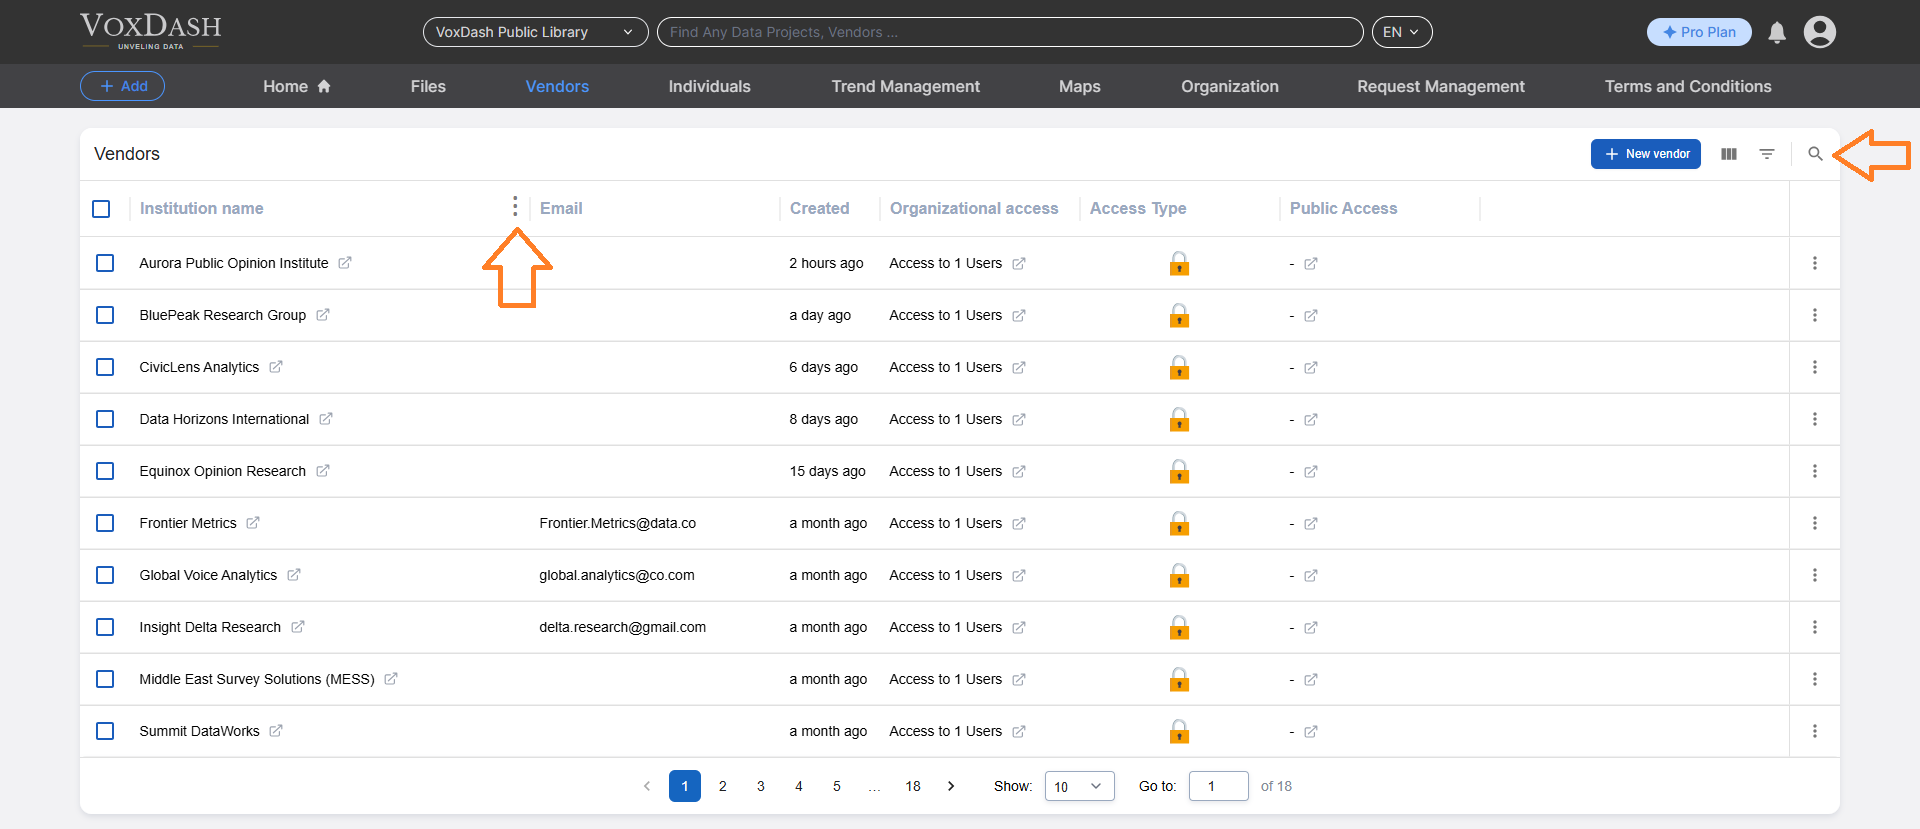 VOXDASH
UNVELING DATA
VoxDash Public Library
Find Any Data Projects, Vendors ...
EN
Pro Plan
+ Add
Home
Files
Vendors
Individuals
Trend Management
Maps
Organization
Request Management
Terms and Conditions
Vendors
+ New vendor
Institution name Email Created Organizational access Access Type Public Access
Aurora Public Opinion Institute 2 hours ago Access to 1 Users -
BluePeak Research Group a day ago Access to 1 Users -
CivicLens Analytics 6 days ago Access to 1 Users -
Data Horizons International 8 days ago Access to 1 Users -
Equinox Opinion Research 15 days ago Access to 1 Users -
Frontier Metrics Frontier.Metrics@data.co a month ago Access to 1 Users -
Global Voice Analytics global.analytics@co.com a month ago Access to 1 Users -
Insight Delta Research delta.research@gmail.com a month ago Access to 1 Users -
Middle East Survey Solutions (MESS) a month ago Access to 1 Users -
Summit DataWorks a month ago Access to 1 Users -
1 2 3 4 5 ... 18 Show: 10 Go to: 1 of 18